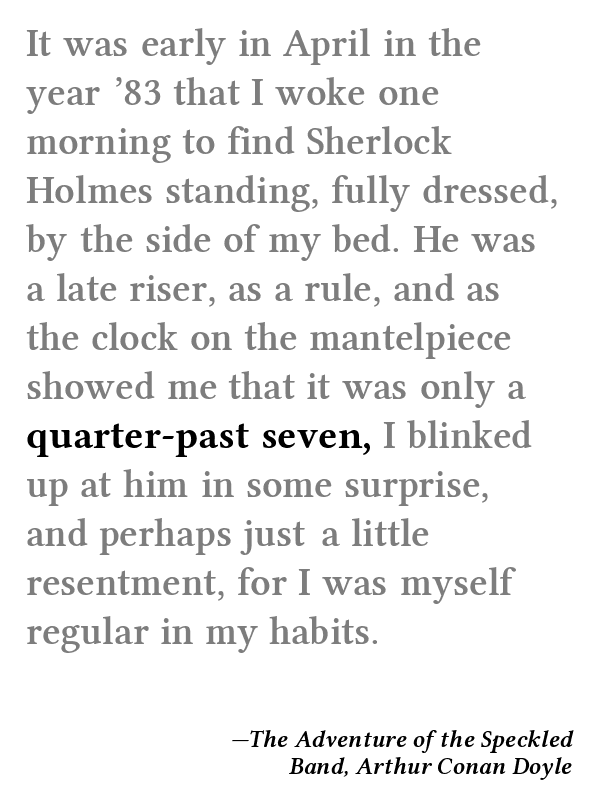 It was early in April in the
year ’83 that I woke one
morning to find Sherlock
Holmes standing, fully dressed,
by the side of my bed. He was
a late riser, as a rule, and as
the clock on the mantelpiece
showed me that it was only a
quarter-past seven, I blinked
up at him in some surprise,
and perhaps just a little
resentment, for I was myself
regular in my habits.
—The Adventure of the Speckled
Band, Arthur Conan Doyle